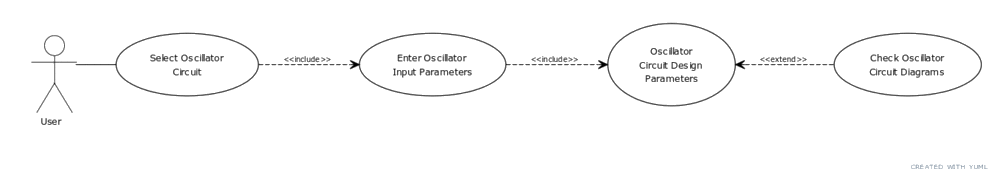 Select Oscillator
Circuit
<<include>>
Enter Oscillator
Input Parameters
<<include>>
Oscillator
Circuit Design
Parameters
<<extend>>
Check Oscillator
Circuit Diagrams
User
CREATED WITH YUML